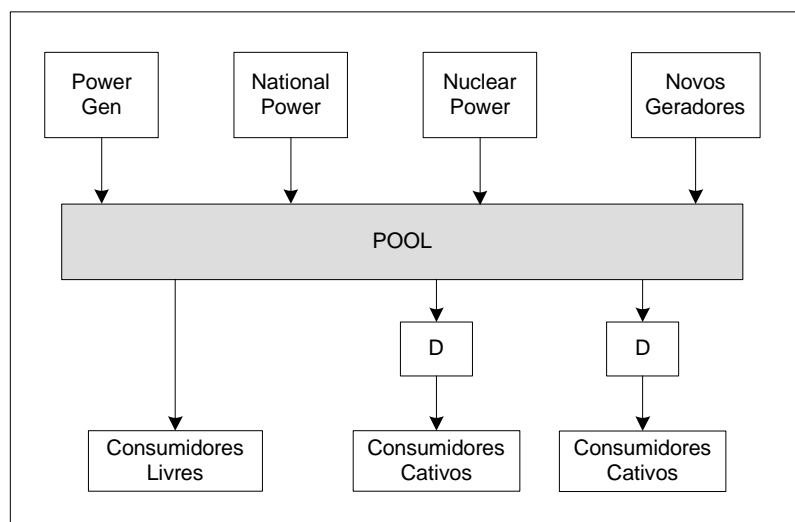 Power
Gen
National
Power
Nuclear
Power
Novos
Geradores
POOL
D
D
Consumidores
Livres
Consumidores
Cativos
Consumidores
Cativos